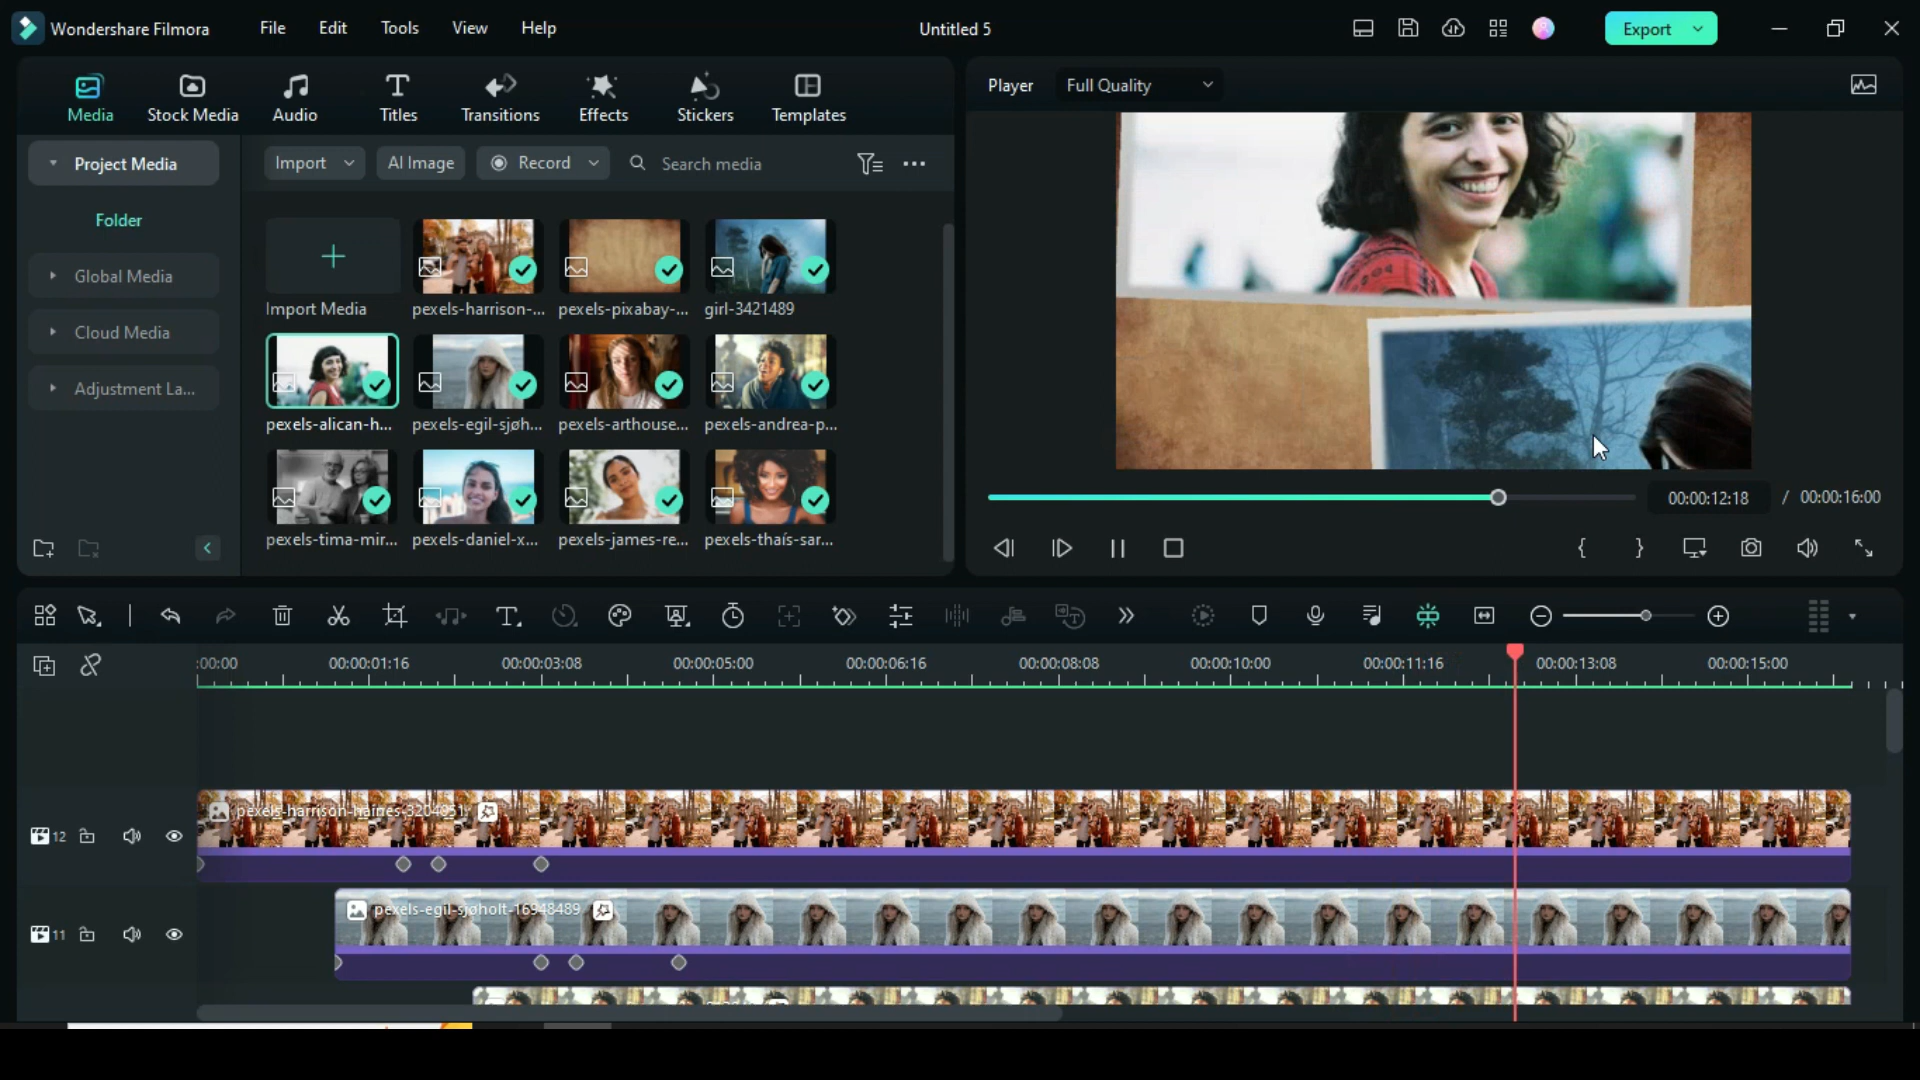 Wondershare Filmora File Edit Tools View Help Untitled 5 Export
Media Stock Media Audio Titles Transitions Effects Stickers Templates
Player Full Quality
Project Media Import AI Image Record Search media
Folder
Global Media
Cloud Media
Adjustment La...
Import Media pexels-harrison-... pexels-pixabay-... girl-3421489
pexels-alican-h... pexels-egil-sjøh... pexels-arthouse... pexels-andrea-p...
pexels-tima-mir... pexels-daniel-x... pexels-james-re... pexels-thaís-sar...
00:00:12:18 / 00:00:16:00
:00:00 00:00:01:16 00:00:03:08 00:00:05:00 00:00:06:16 00:00:08:08 00:00:10:00 00:00:11:16 00:00:13:08 00:00:15:00
pexels-harrison-haines-3204951
12
pexels-egil-sjøholt-16948489
11